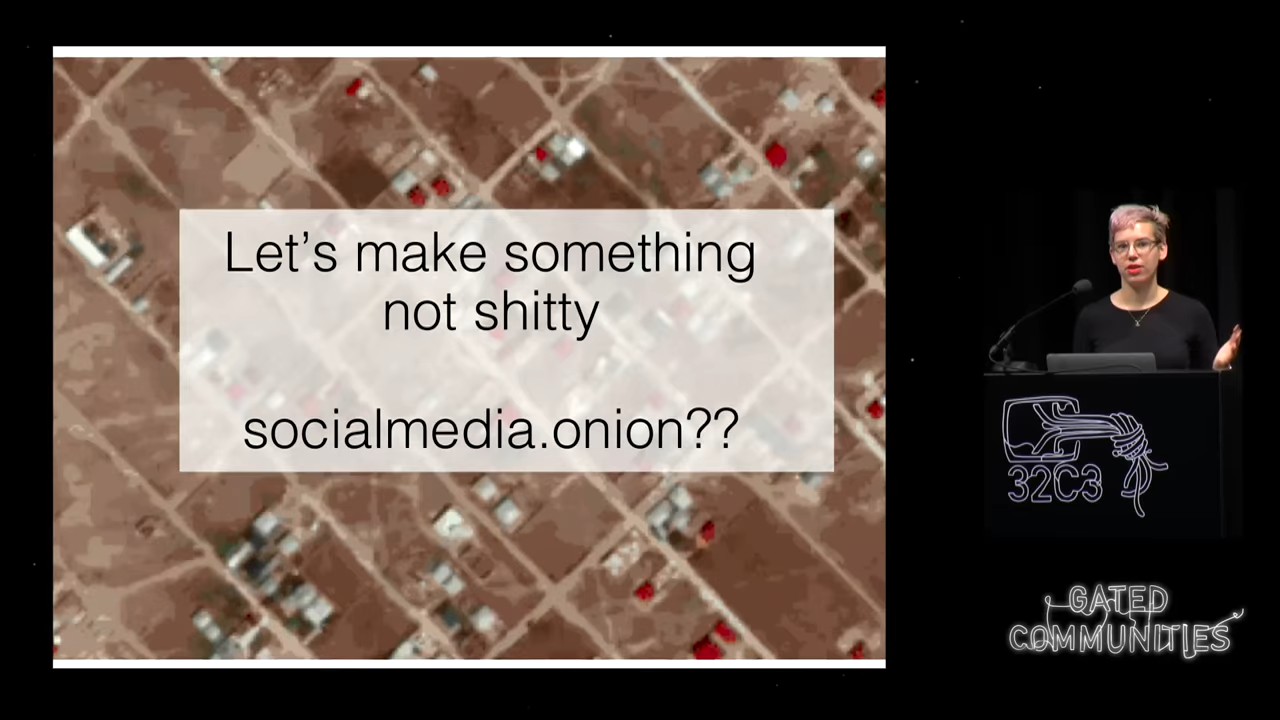 Let's make something
not shitty
socialmedia.onion??
32C3
GATED
COMMUNITIES